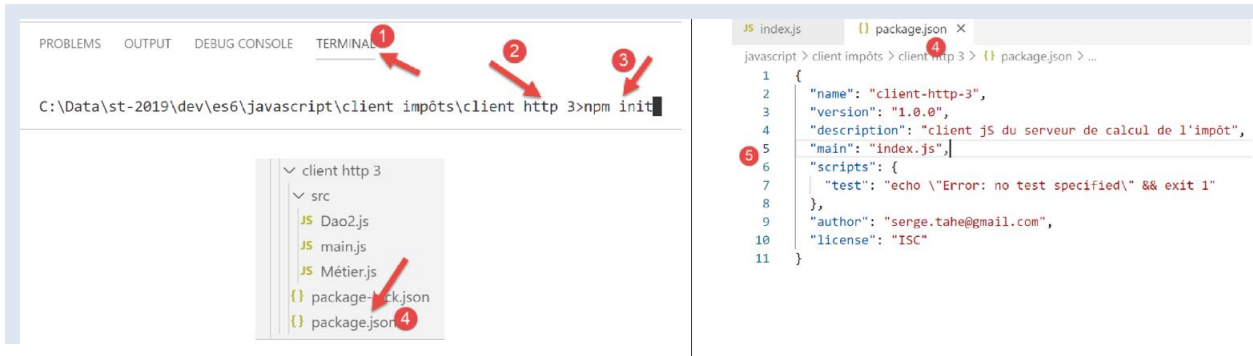 PROBLEMS OUTPUT DEBUG CONSOLE TERMINAL 1
2 3
C:\Data\st-2019\dev\es6\javascript\client impôts\client http 3>npm init
client http 3
src
JS Dao2.js
JS main.js
JS Métier.js
{} package-lock.json
{} package.json 4
JS index.js {} package.json ×
4
javascript > client impôts > client http 3 > {} package.json > ...
1 {
2 "name": "client-http-3",
3 "version": "1.0.0",
4 "description": "client jS du serveur de calcul de l'impôt",
5 "main": "index.js",
5
6 "scripts": {
7 "test": "echo \"Error: no test specified\" && exit 1"
8 },
9 "author": "serge.tahe@gmail.com",
10 "license": "ISC"
11 }